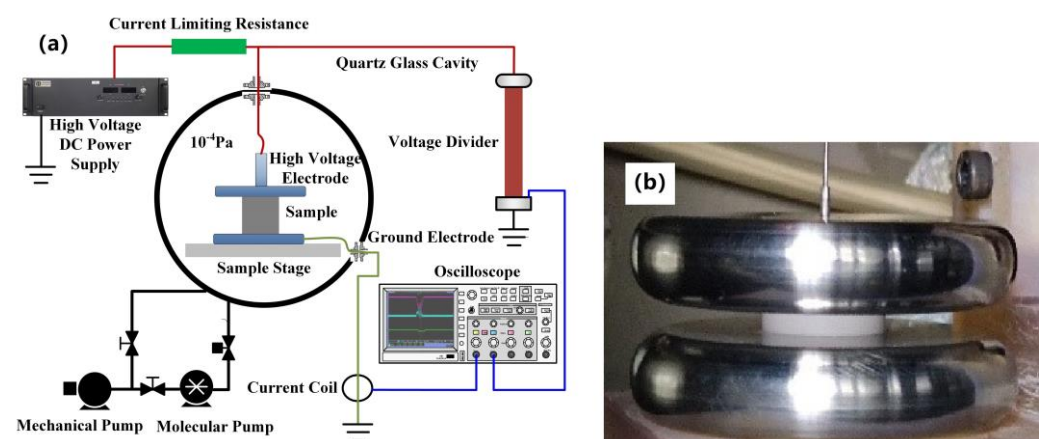 Current Limiting Resistance
(a)
Quartz Glass Cavity
High Voltage
DC Power
Supply
10⁻⁴Pa
High Voltage
Electrode
Voltage Divider
Sample
Ground Electrode
Sample Stage
Oscilloscope
Current Coil
Mechanical Pump
Molecular Pump
(b)